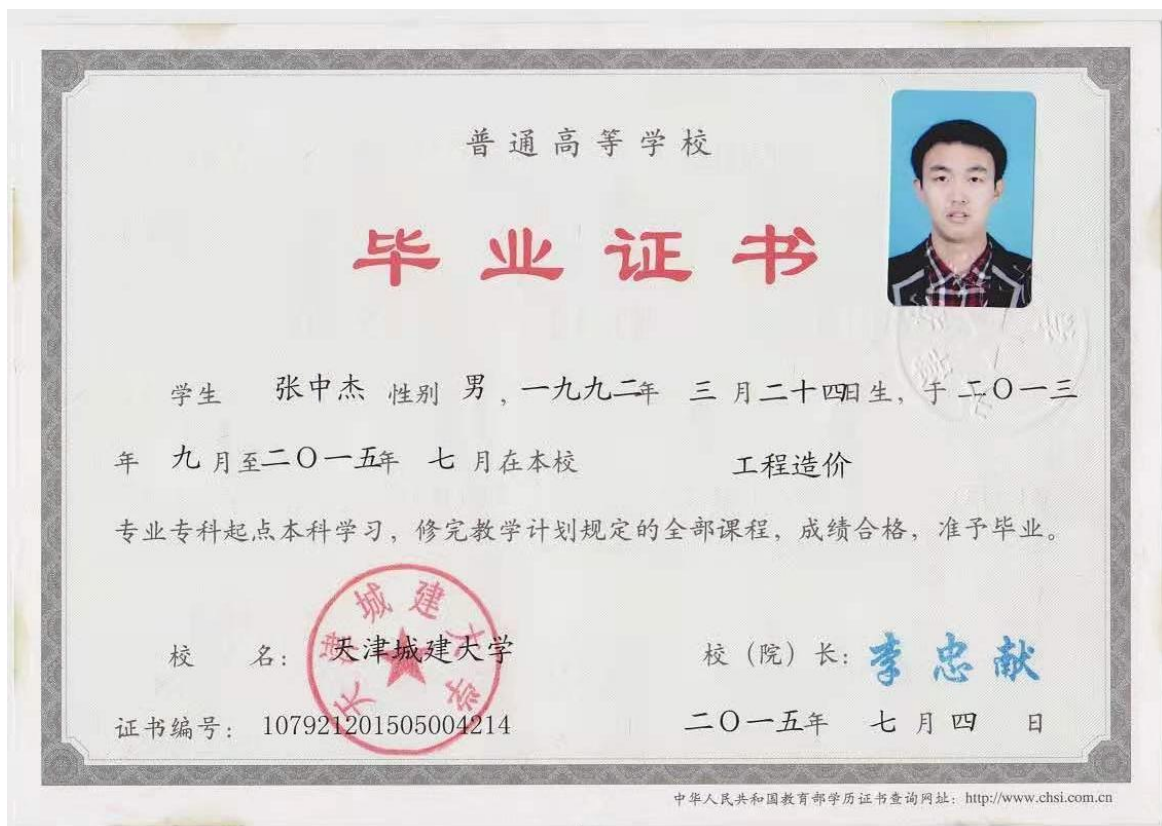 普通高等学校
毕业证书
学生 张中杰 性别 男，一九九二年 三月二十四日生，于二〇一三
年 九月至二〇一五年 七月在本校 工程造价
专业专科起点本科学习，修完教学计划规定的全部课程，成绩合格，准予毕业。
天津城建大学
校 名：天津城建大学 校（院）长：李忠献
证书编号：107921201505004214 二〇一五年 七月四 日
中华人民共和国教育部学历证书查询网址：http://www.chsi.com.cn